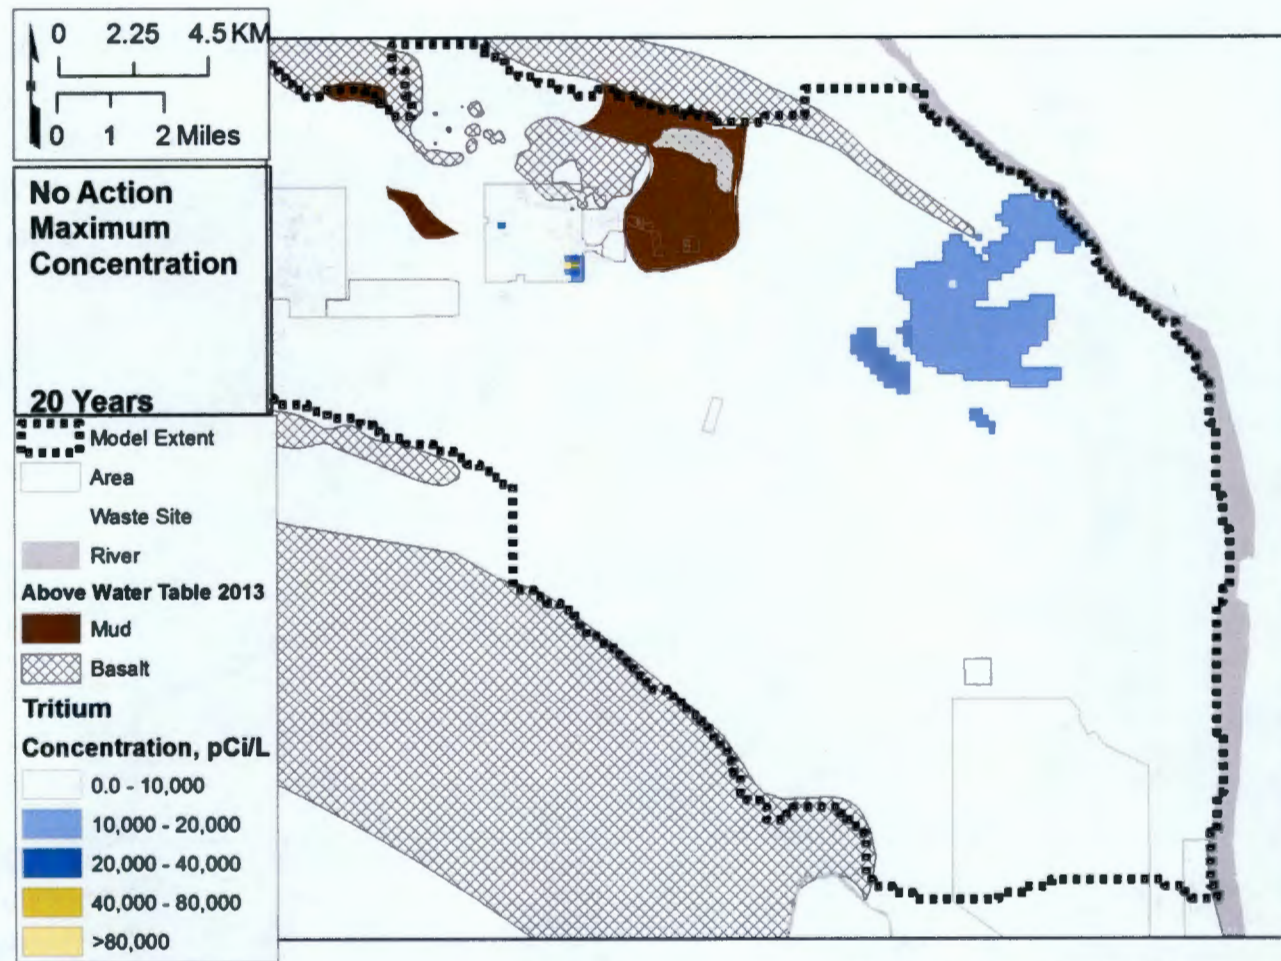 0 2.25 4.5 KM
0 1 2 Miles
No Action
Maximum
Concentration
20 Years
Model Extent
Area
Waste Site
River
Above Water Table 2013
Mud
Basalt
Tritium
Concentration, pCi/L
0.0 - 10,000
10,000 - 20,000
20,000 - 40,000
40,000 - 80,000
>80,000